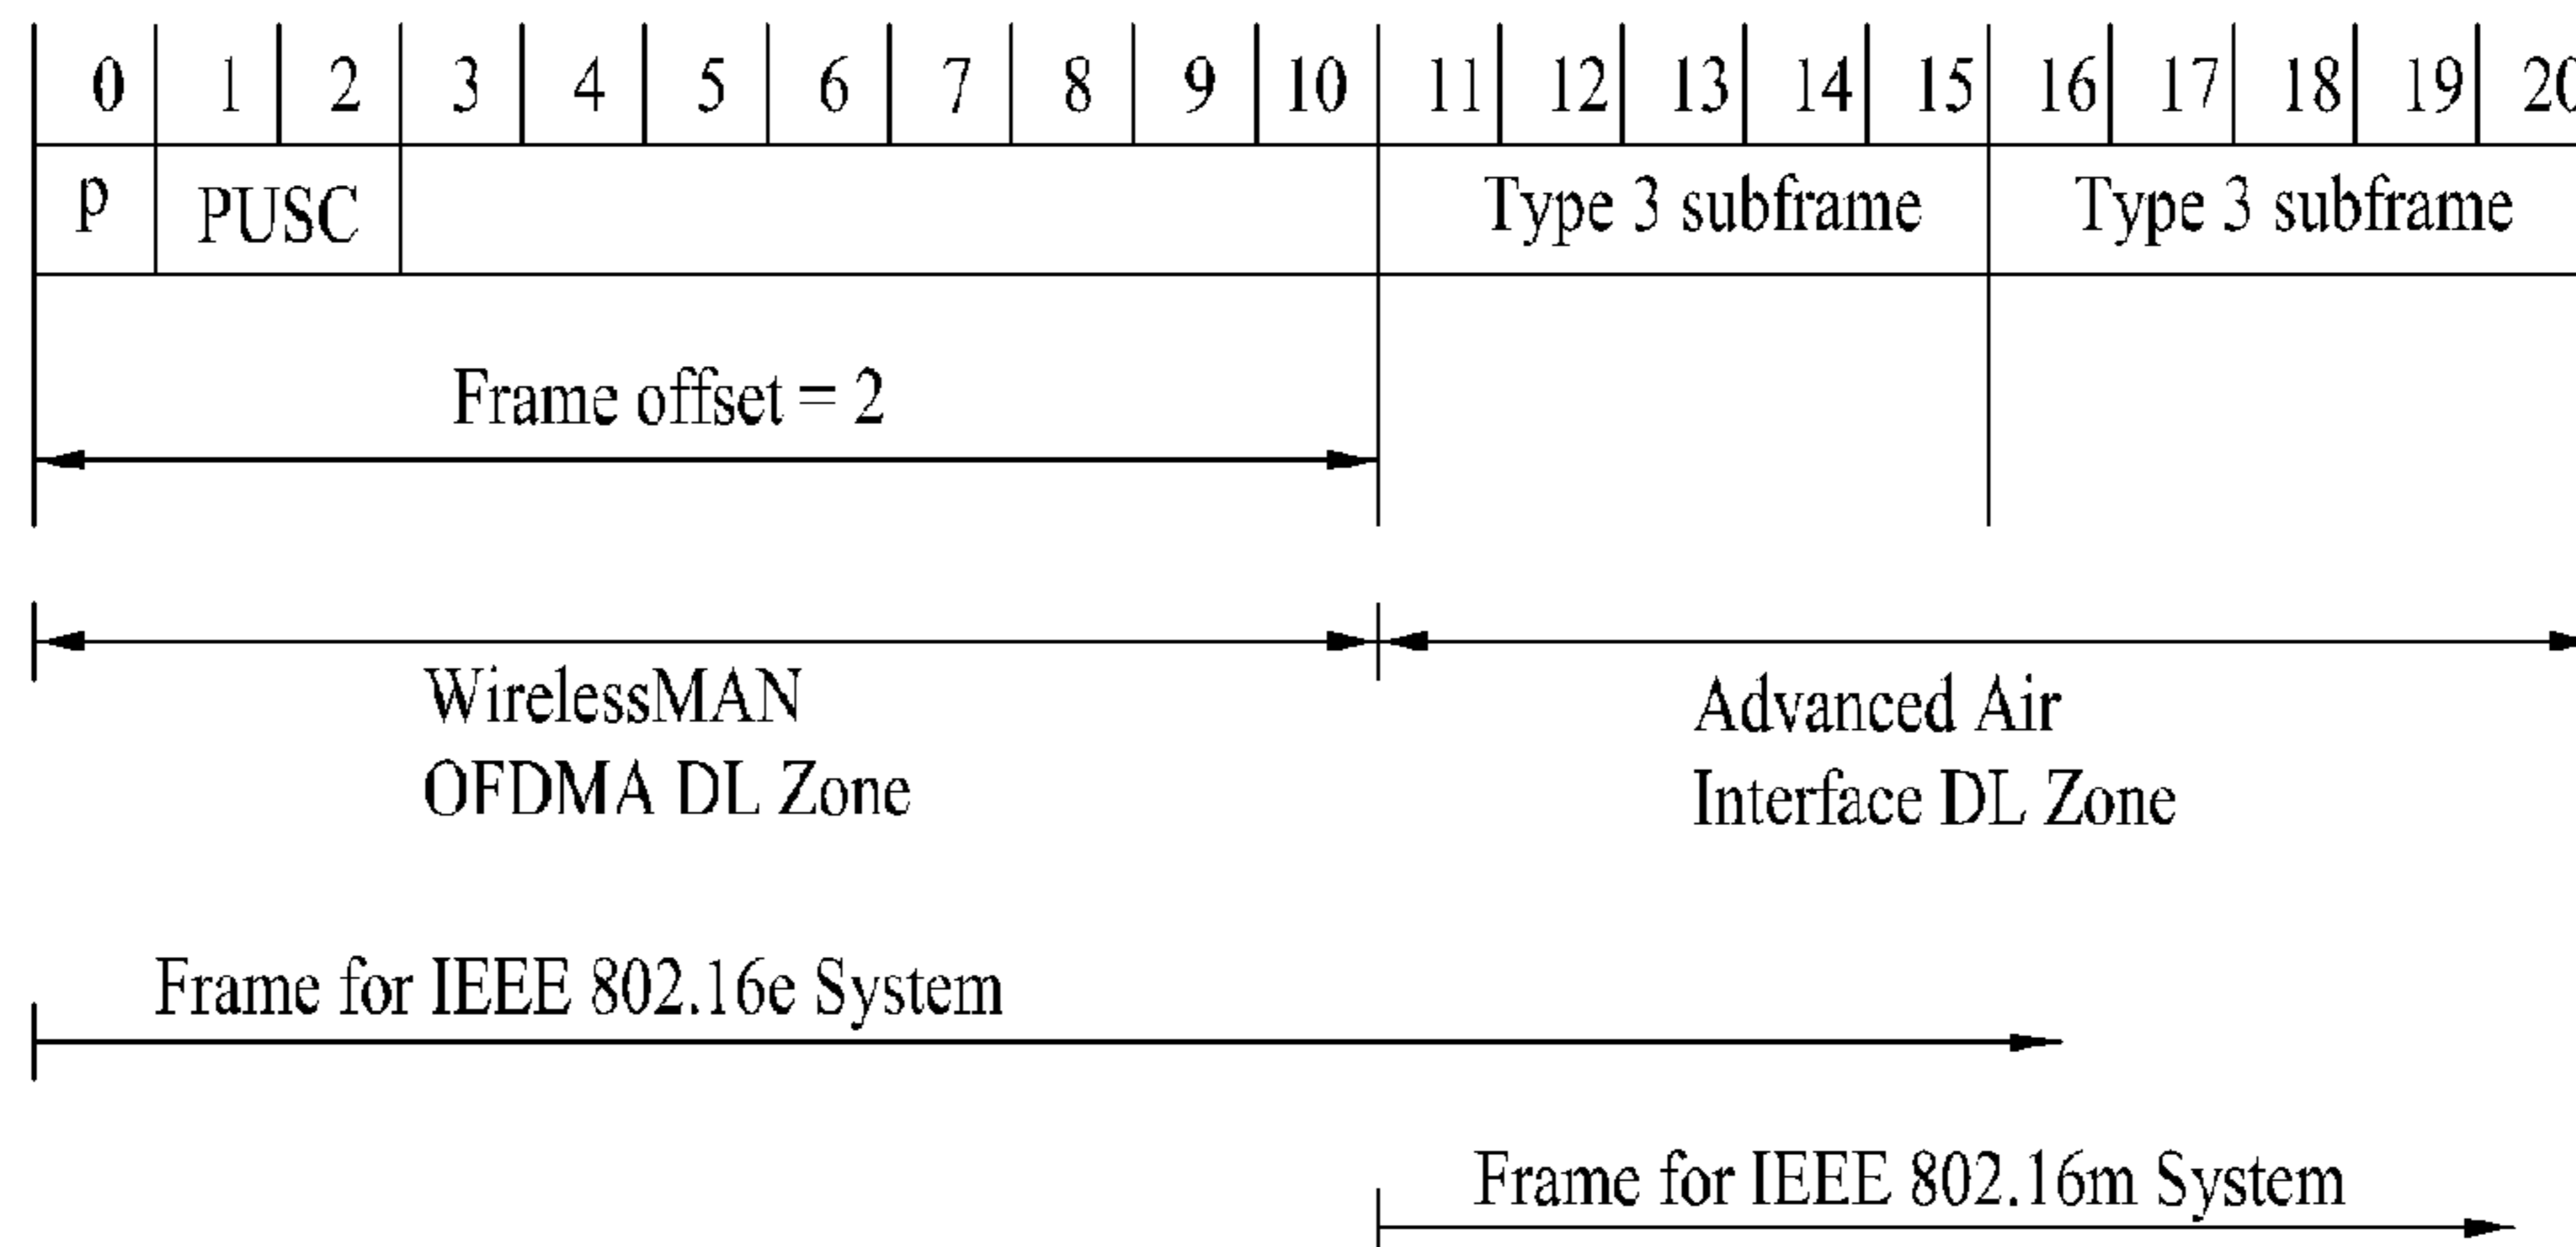 0 1 2 3 4 5 6 7 8 9 10 11 12 13 14 15 16 17 18 19 20
p PUSC Type 3 subframe Type 3 subframe
Frame offset = 2
WirelessMAN
OFDMA DL Zone
Advanced Air
Interface DL Zone
Frame for IEEE 802.16e System
Frame for IEEE 802.16m System